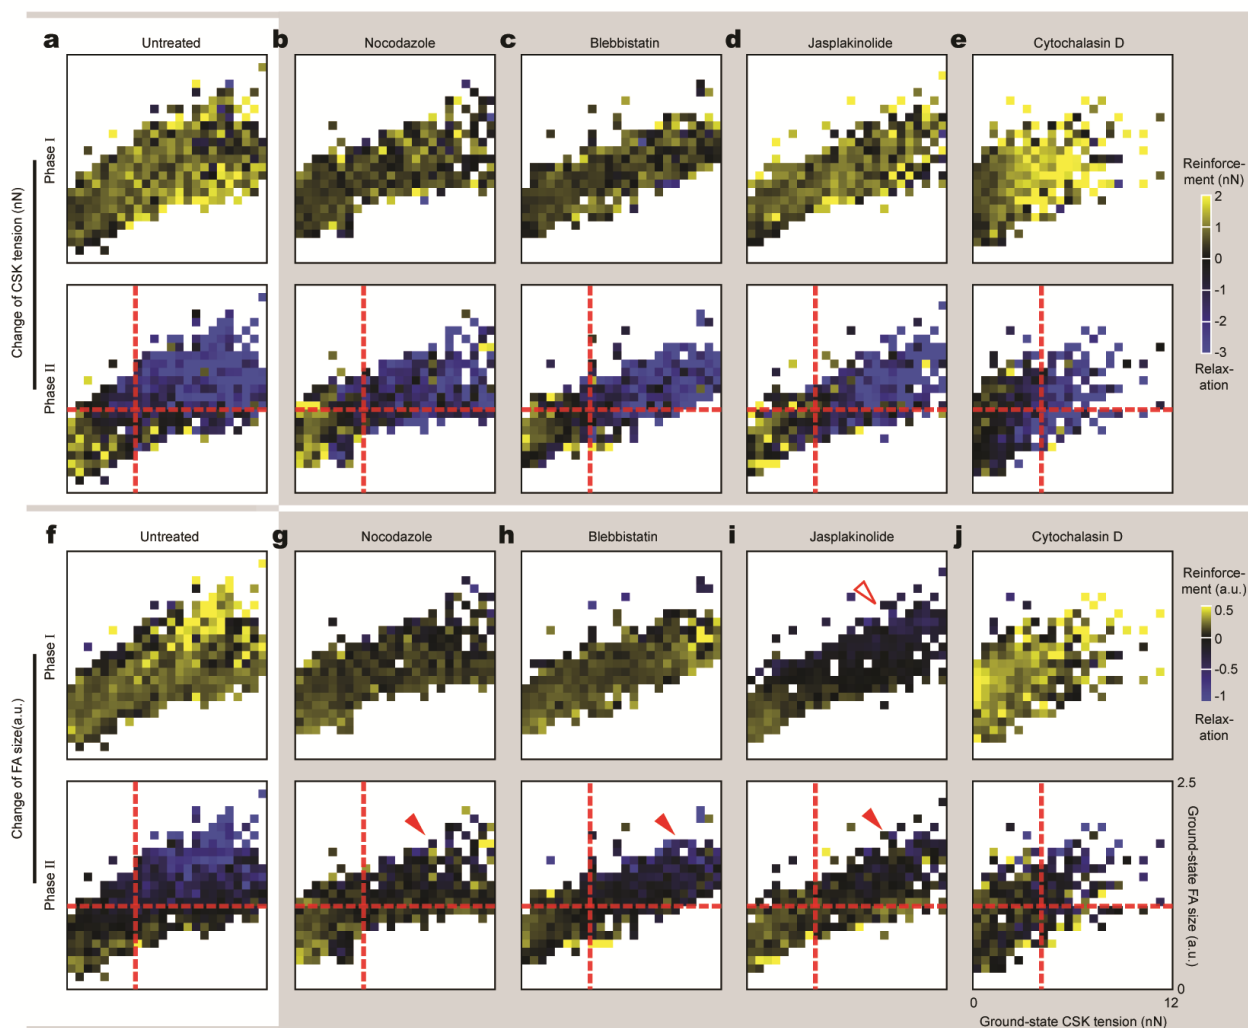 a
Untreated
b
Nocodazole
c
Blebbistatin
d
Jasplakinolide
e
Cytochalasin D
Change of CSK tension (nN)
Phase I
Phase II
Reinforce-
ment (nN)
2
1
0
-1
-2
-3
Relax-
ation
f
Untreated
g
Nocodazole
h
Blebbistatin
i
Jasplakinolide
j
Cytochalasin D
Change of FA size(a.u.)
Phase I
Phase II
Reinforce-
ment (a.u.)
0.5
0
-0.5
-1
Relax-
ation
2.5
Ground-state FA size (a.u.)
0
0
12
Ground-state CSK tension (nN)